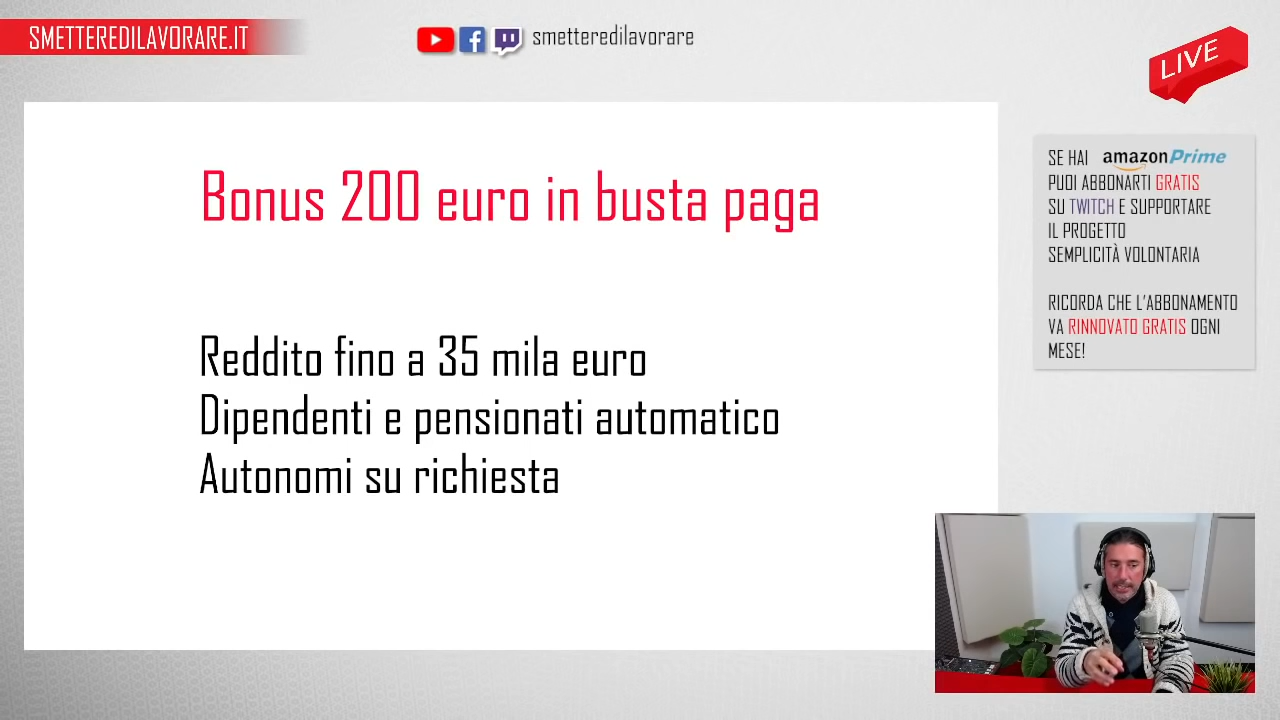 SMETTEREDILAVORARE.IT
smetteredilavorare
LIVE
Bonus 200 euro in busta paga
Reddito fino a 35 mila euro
Dipendenti e pensionati automatico
Autonomi su richiesta
SE HAI amazonPrime
PUOI ABBONARTI GRATIS
SU TWITCH E SUPPORTARE
IL PROGETTO
SEMPLICITÀ VOLONTARIA
RICORDA CHE L'ABBONAMENTO
VA RINNOVATO GRATIS OGNI
MESE!